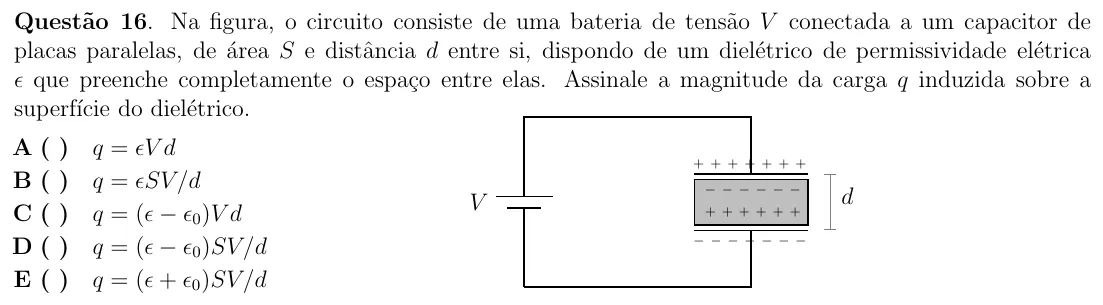 Questão 16. Na figura, o circuito consiste de uma bateria de tensão V conectada a um capacitor de
placas paralelas, de área S e distância d entre si, dispondo de um dielétrico de permissividade elétrica
ϵ que preenche completamente o espaço entre elas. Assinale a magnitude da carga q induzida sobre a
superfície do dielétrico.
A ( ) q = ϵVd
B ( ) q = ϵSV/d
C ( ) q = (ϵ − ϵ₀)Vd
D ( ) q = (ϵ − ϵ₀)SV/d
E ( ) q = (ϵ + ϵ₀)SV/d
V
+ + + + + + +
− − − − − −
+ + + + + +
− − − − − − −
d